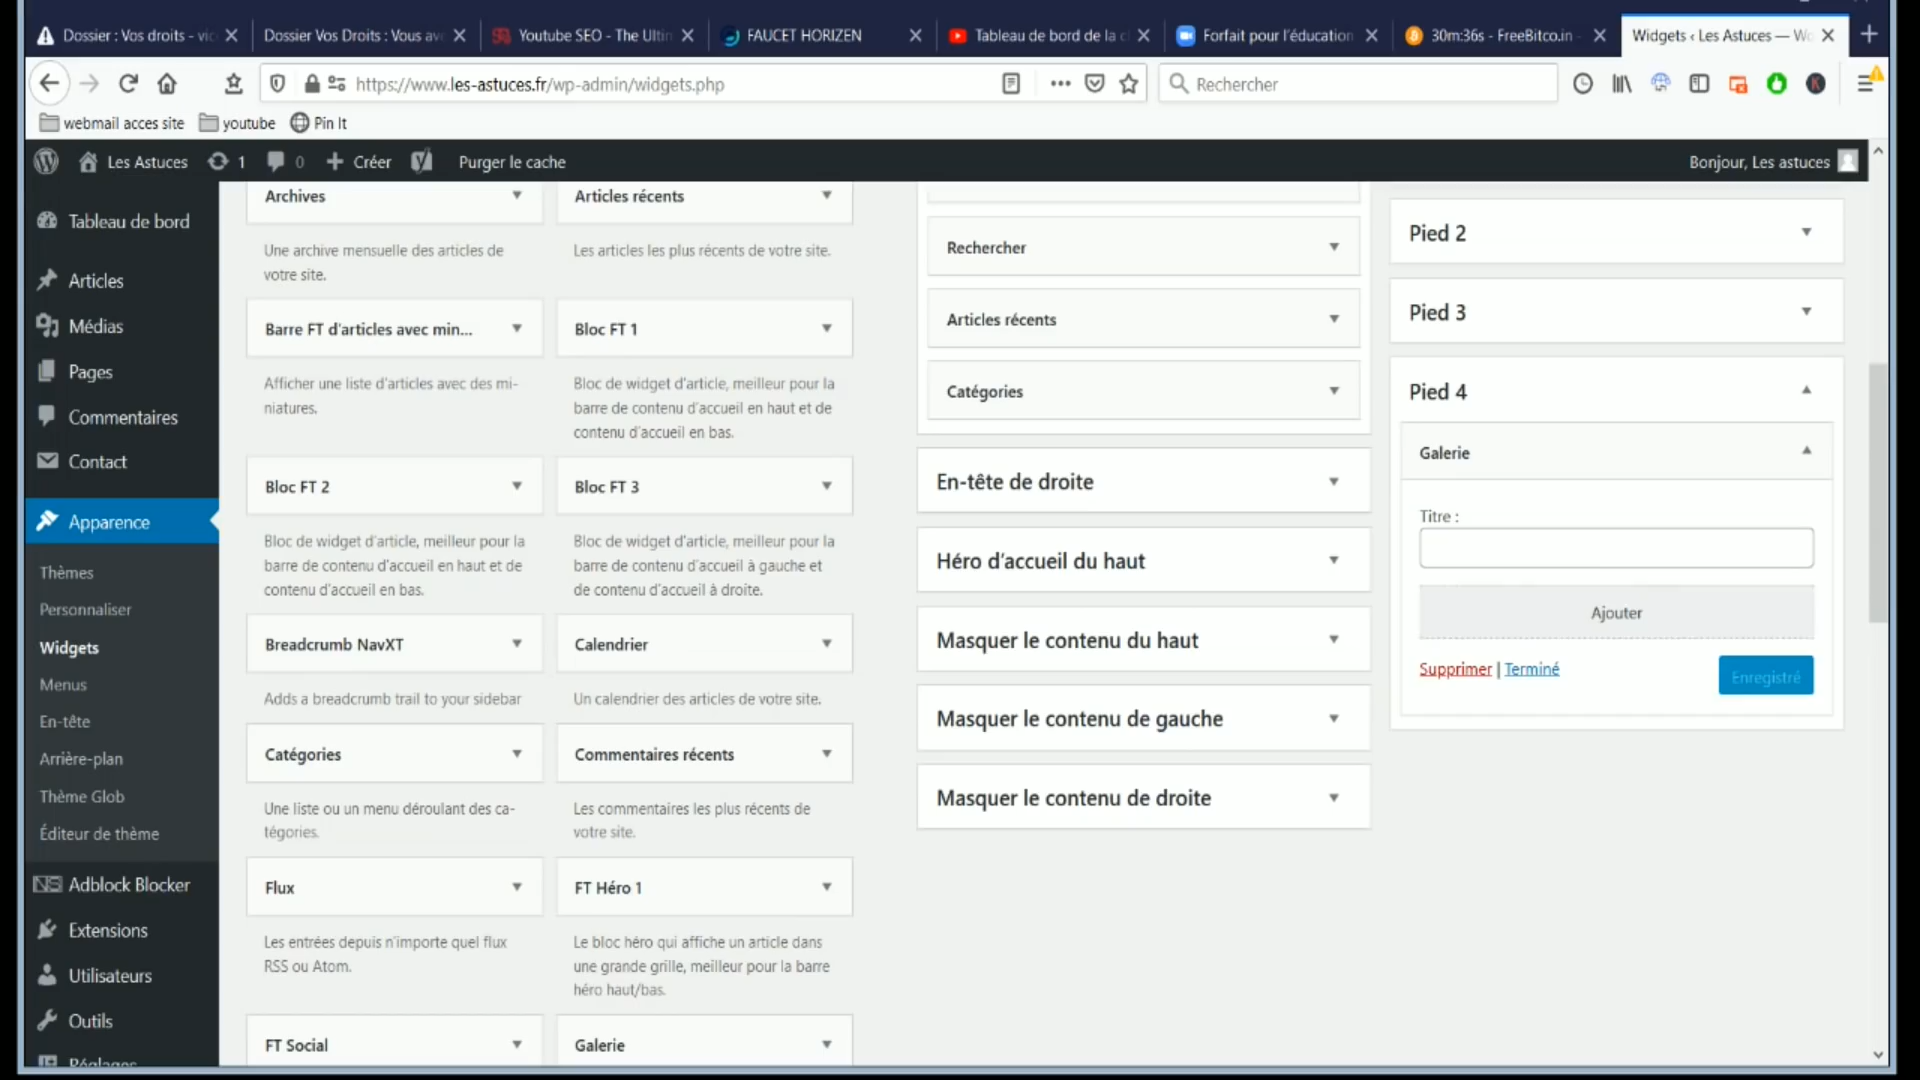 Dossier : Vos droits - vic
Dossier Vos Droits : Vous av
Youtube SEO - The Ultim
FAUCET HORIZEN
Tableau de bord de la c
Forfait pour l'éducation
30m:36s - FreeBitco.in -
Widgets ‹ Les Astuces — Wo
https://www.les-astuces.fr/wp-admin/widgets.php
Rechercher
webmail acces site
youtube
Pin It
Les Astuces
1
0
Créer
Purger le cache
Bonjour, Les astuces
Tableau de bord
Articles
Médias
Pages
Commentaires
Contact
Apparence
Thèmes
Personnaliser
Widgets
Menus
En-tête
Arrière-plan
Thème Glob
Éditeur de thème
Adblock Blocker
Extensions
Utilisateurs
Outils
Réglages
Archives
Une archive mensuelle des articles de
votre site.
Articles récents
Les articles les plus récents de votre site.
Barre FT d'articles avec min...
Afficher une liste d'articles avec des mi-
niatures.
Bloc FT 1
Bloc de widget d'article, meilleur pour la
barre de contenu d'accueil en haut et de
contenu d'accueil en bas.
Bloc FT 2
Bloc de widget d'article, meilleur pour la
barre de contenu d'accueil en haut et de
contenu d'accueil en bas.
Bloc FT 3
Bloc de widget d'article, meilleur pour la
barre de contenu d'accueil à gauche et
de contenu d'accueil à droite.
Breadcrumb NavXT
Adds a breadcrumb trail to your sidebar
Calendrier
Un calendrier des articles de votre site.
Catégories
Une liste ou un menu déroulant des ca-
tégories.
Commentaires récents
Les commentaires les plus récents de
votre site.
Flux
Les entrées depuis n'importe quel flux
RSS ou Atom.
FT Héro 1
Le bloc héro qui affiche un article dans
une grande grille, meilleur pour la barre
héro haut/bas.
FT Social
Galerie
Rechercher
Articles récents
Catégories
En-tête de droite
Héro d'accueil du haut
Masquer le contenu du haut
Masquer le contenu de gauche
Masquer le contenu de droite
Pied 2
Pied 3
Pied 4
Galerie
Titre :
Ajouter
Supprimer | Terminé
Enregistré